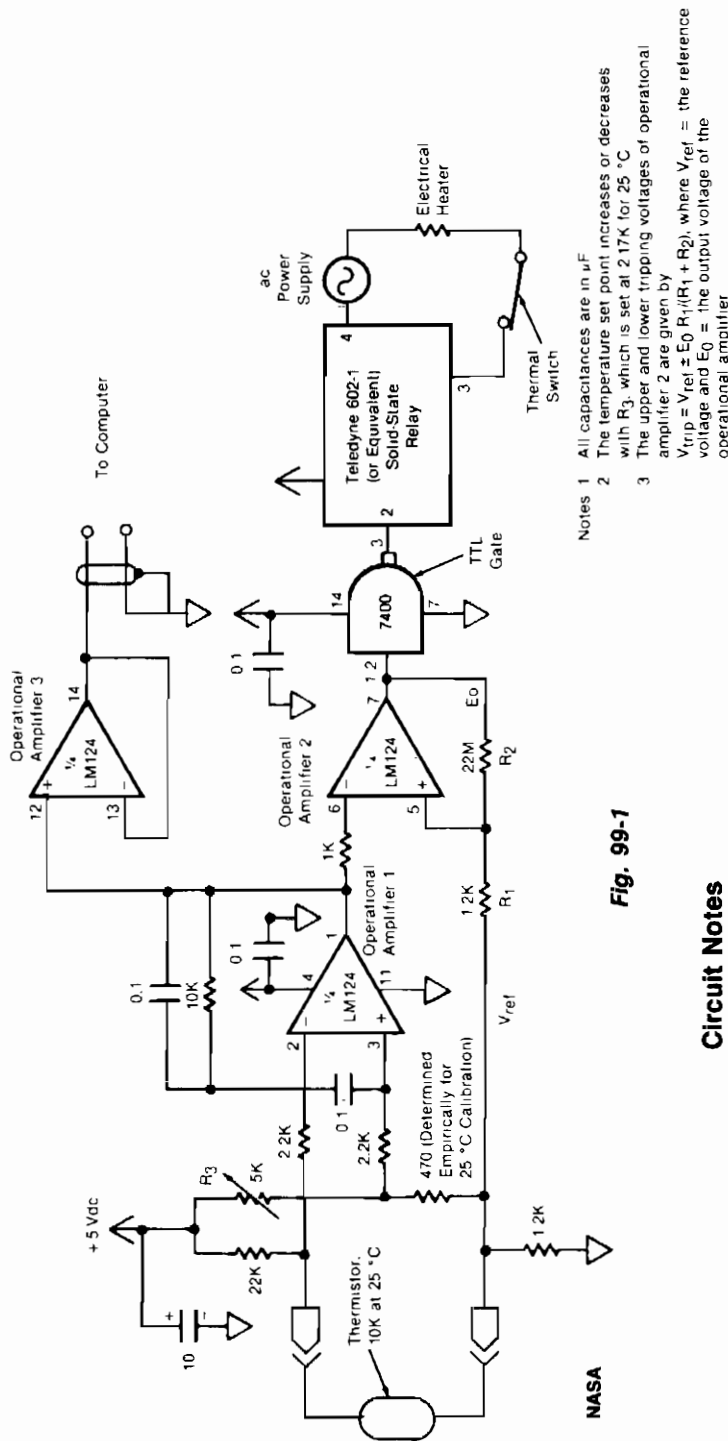 + 5 Vdc
10
+
−
22K
R3
5K
2.2K
2.2K
Thermistor,
10K at 25 °C
470 (Determined
Empirically for
25 °C Calibration)
1 2K
NASA
0.1
10K
0 1
0 1
2
3
4
11
1
−
+
¼
LM124
Operational
Amplifier 1
1K
Vref
1 2K
R1
22M
R2
Eo
Operational
Amplifier 2
6
5
7
−
+
¼
LM124
Operational
Amplifier 3
12
13
14
+
−
¼
LM124
To Computer
0 1
1 2
14
7
7400
3
TTL
Gate
2
Teledyne 602-1
(or Equivalent)
Solid-State
Relay
4
3
ac
Power
Supply
Electrical
Heater
Thermal
Switch
Notes 1 All capacitances are in μF
2 The temperature set point increases or decreases
with R3, which is set at 2 17K for 25 °C
3 The upper and lower tripping voltages of operational
amplifier 2 are given by
Vtrip = Vref ± E0 R1/(R1 + R2), where Vref = the reference
voltage and E0 = the output voltage of the
operational amplifier
Fig. 99-1
Circuit Notes